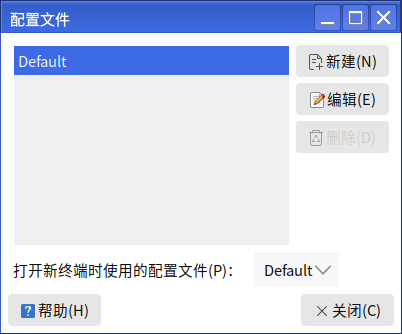 配置文件
Default
新建(N)
编辑(E)
删除(D)
打开新终端时使用的配置文件(P)：
Default
帮助(H)
关闭(C)